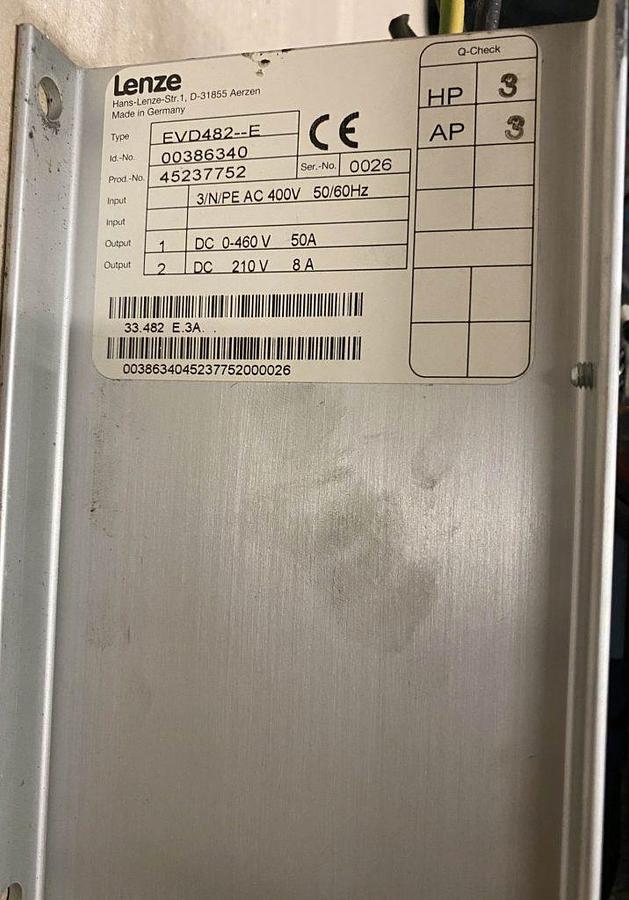 Lenze
Hans-Lenze-Str.1, D-31855 Aerzen
Made in Germany
Type EVD482--E
Id.-No. 00386340
Prod.-No. 45237752 Ser.-No. 0026
Input 3/N/PE AC 400V 50/60Hz
Input
Output 1 DC 0-460 V 50A
Output 2 DC 210 V 8 A
33.482 E.3A. .
0038634045237752000026
CE
Q-Check
HP 3
AP 3